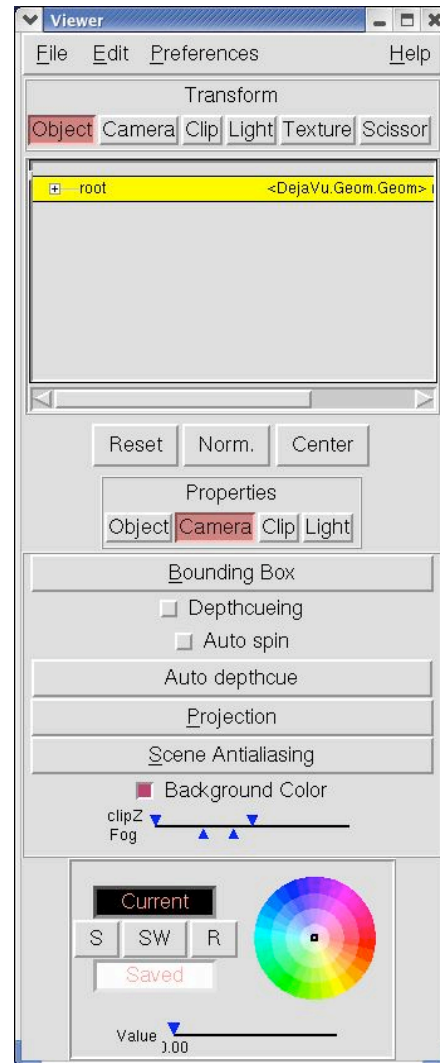 Viewer
File Edit Preferences Help
Transform
Object Camera Clip Light Texture Scissor
root <DejaVu.Geom.Geom>
Reset Norm. Center
Properties
Object Camera Clip Light
Bounding Box
Depthcueing
Auto spin
Auto depthcue
Projection
Scene Antialiasing
Background Color
clipZ
Fog
Current
S SW R
Saved
Value
0.00